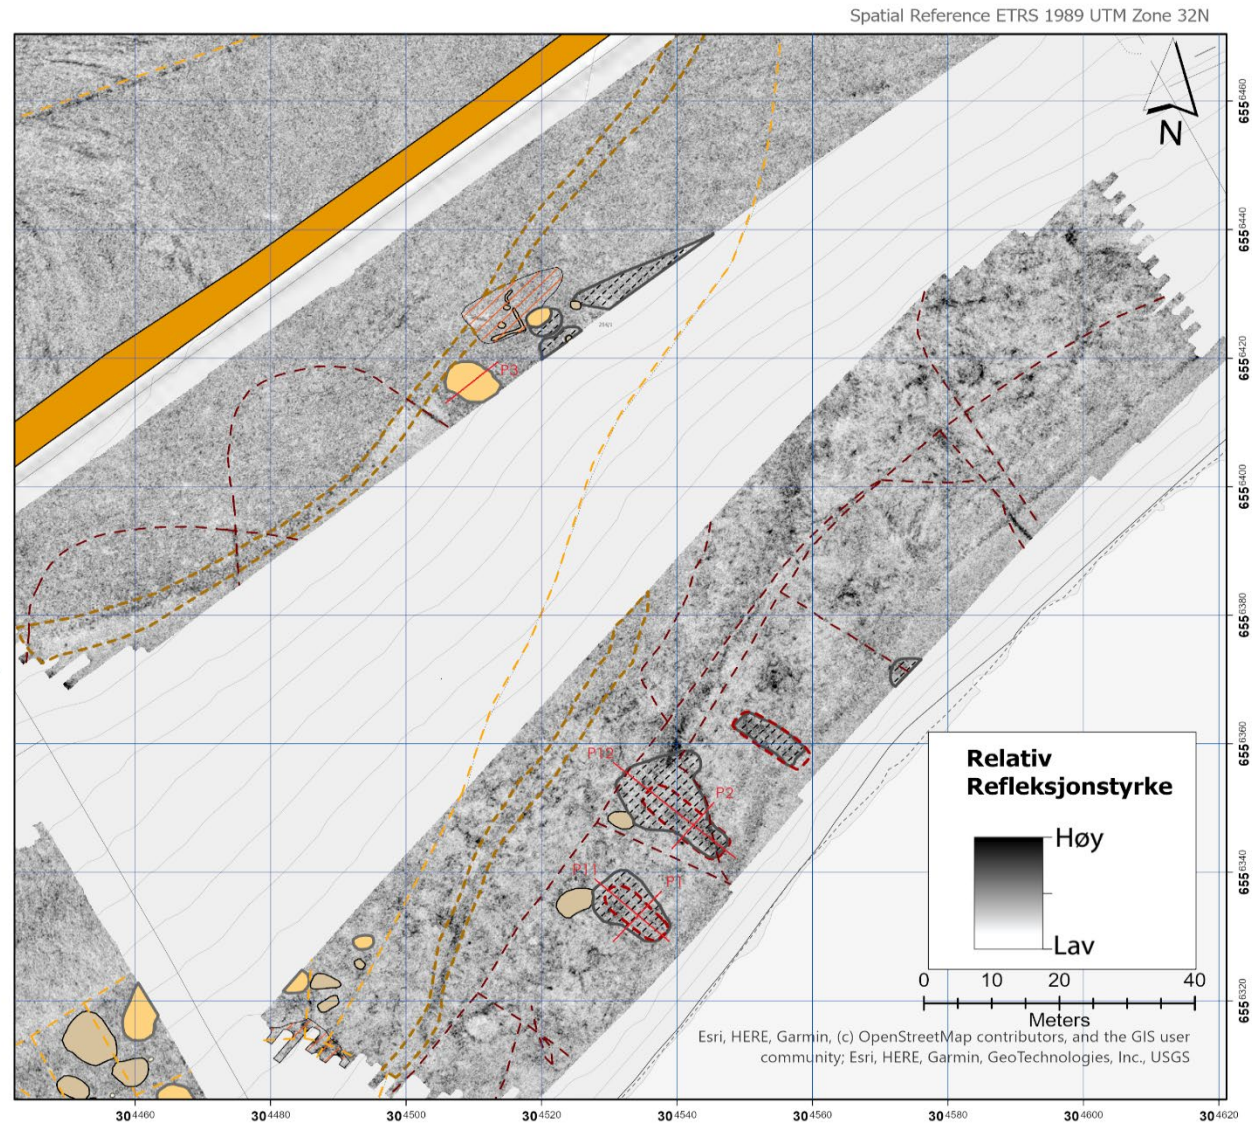 Spatial Reference ETRS 1989 UTM Zone 32N
N
6556460
6556440
6556420
6556400
6556380
6556360
6556340
6556320
P3
P12
P2
P11
P1
Relativ
Refleksjonstyrke
Høy
Lav
0 10 20 40
Meters
Esri, HERE, Garmin, (c) OpenStreetMap contributors, and the GIS user
community; Esri, HERE, Garmin, GeoTechnologies, Inc., USGS
304460 304480 304500 304520 304540 304560 304580 304600 304620